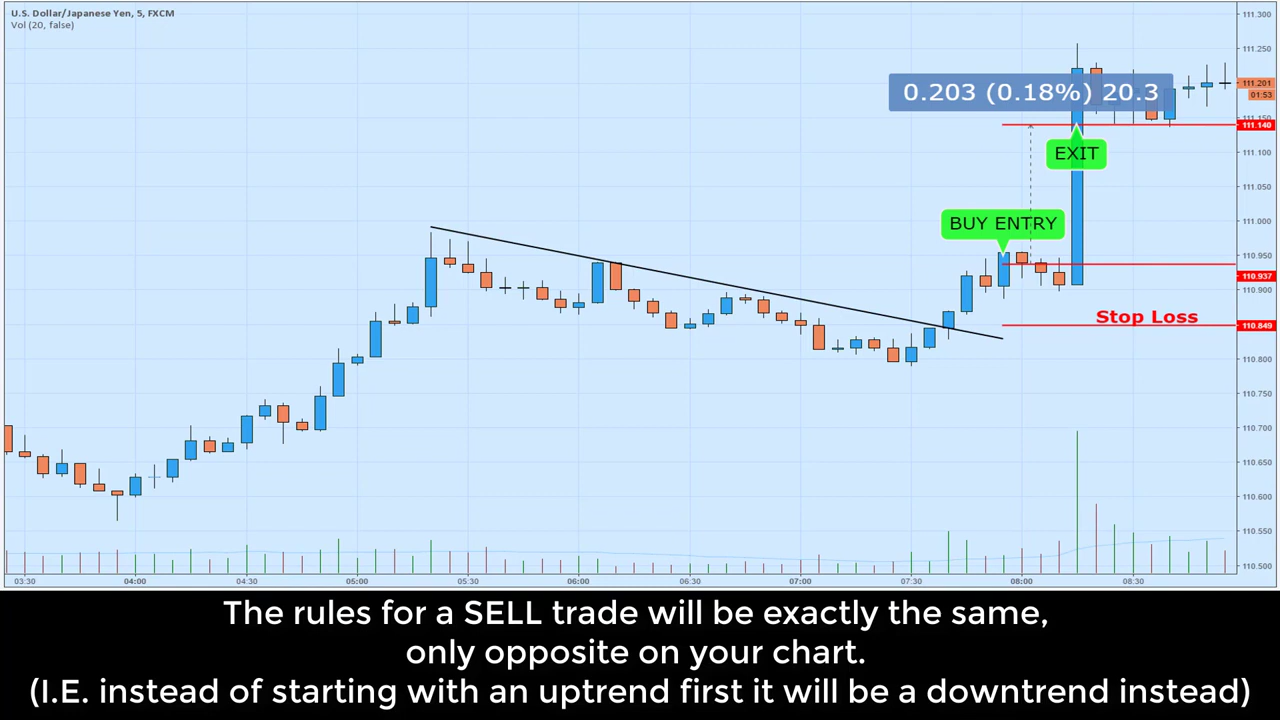 U.S. Dollar/Japanese Yen, 5, FXCM
Vol (20, false)
0.203 (0.18%) 20.3
EXIT
BUY ENTRY
Stop Loss
111.300
111.250
111.201
01:53
111.150
111.140
111.100
111.050
111.000
110.950
110.937
110.900
110.849
110.800
110.750
110.700
110.650
110.600
110.550
110.500
03:30 04:00 04:30 05:00 05:30 06:00 06:30 07:00 07:30 08:00 08:30
The rules for a SELL trade will be exactly the same,
only opposite on your chart.
(I.E. instead of starting with an uptrend first it will be a downtrend instead)